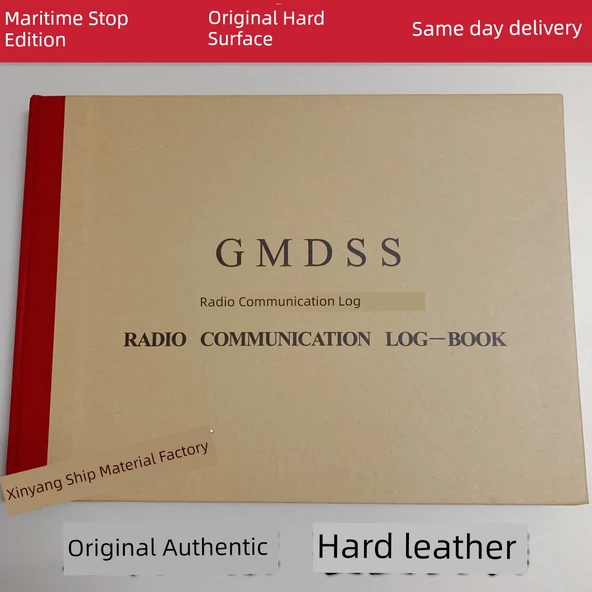 Maritime Stop
Edition
Original Hard
Surface
Same day delivery
GMDSS
Radio Communication Log
RADIO COMMUNICATION LOG—BOOK
Xinyang Ship Material Factory
Original Authentic
Hard leather